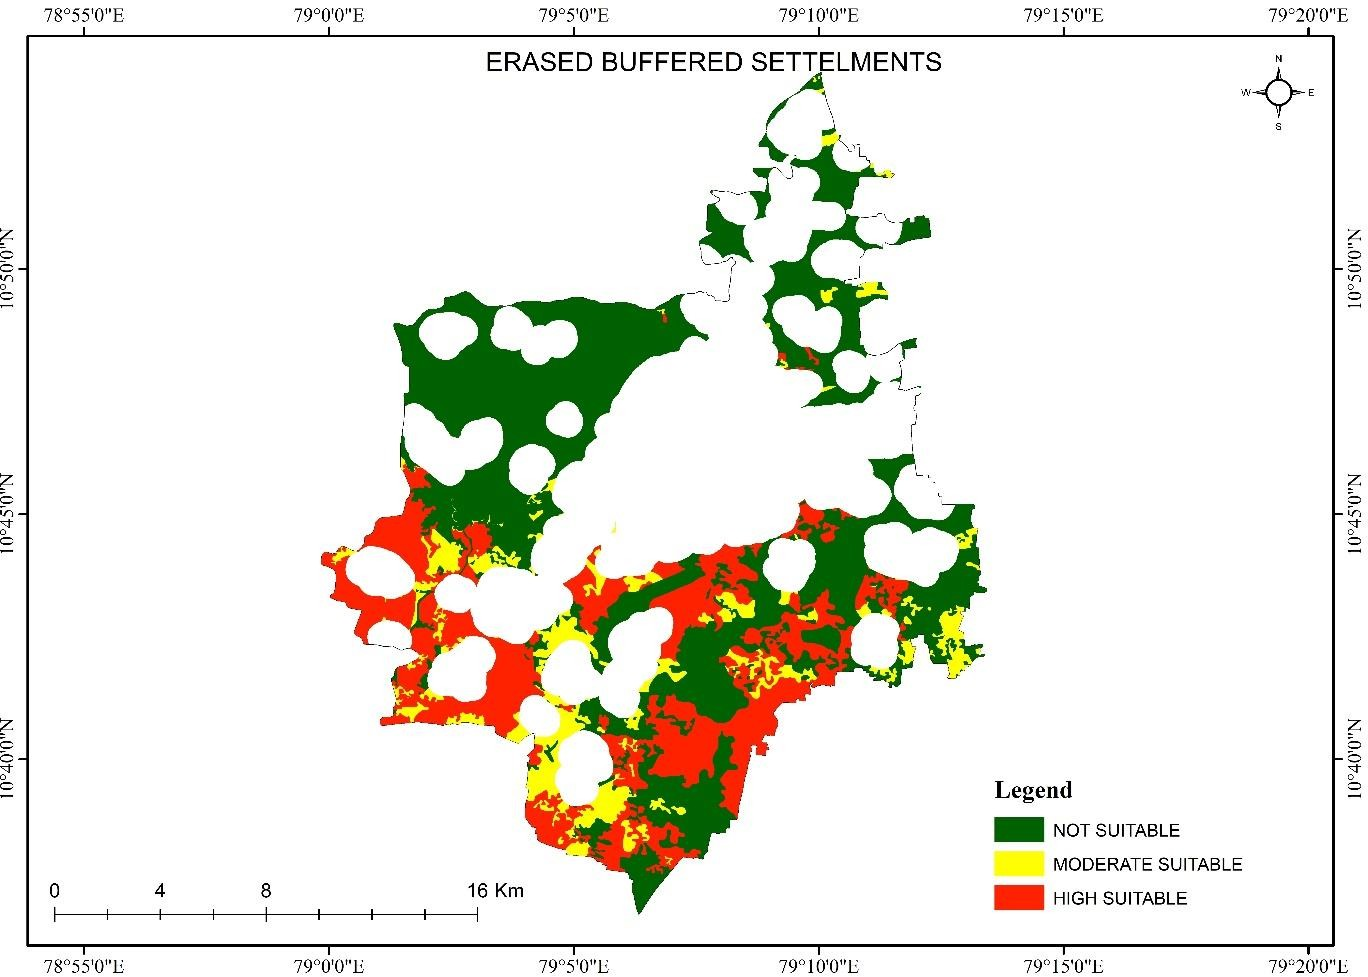 78°55'0"E 79°0'0"E 79°5'0"E 79°10'0"E 79°15'0"E 79°20'0"E
ERASED BUFFERED SETTELMENTS
N
W E
S
10°50'0"N 10°50'0"N
10°45'0"N 10°45'0"N
10°40'0"N 10°40'0"N
Legend
NOT SUITABLE
MODERATE SUITABLE
HIGH SUITABLE
0 4 8 16 Km
78°55'0"E 79°0'0"E 79°5'0"E 79°10'0"E 79°15'0"E 79°20'0"E